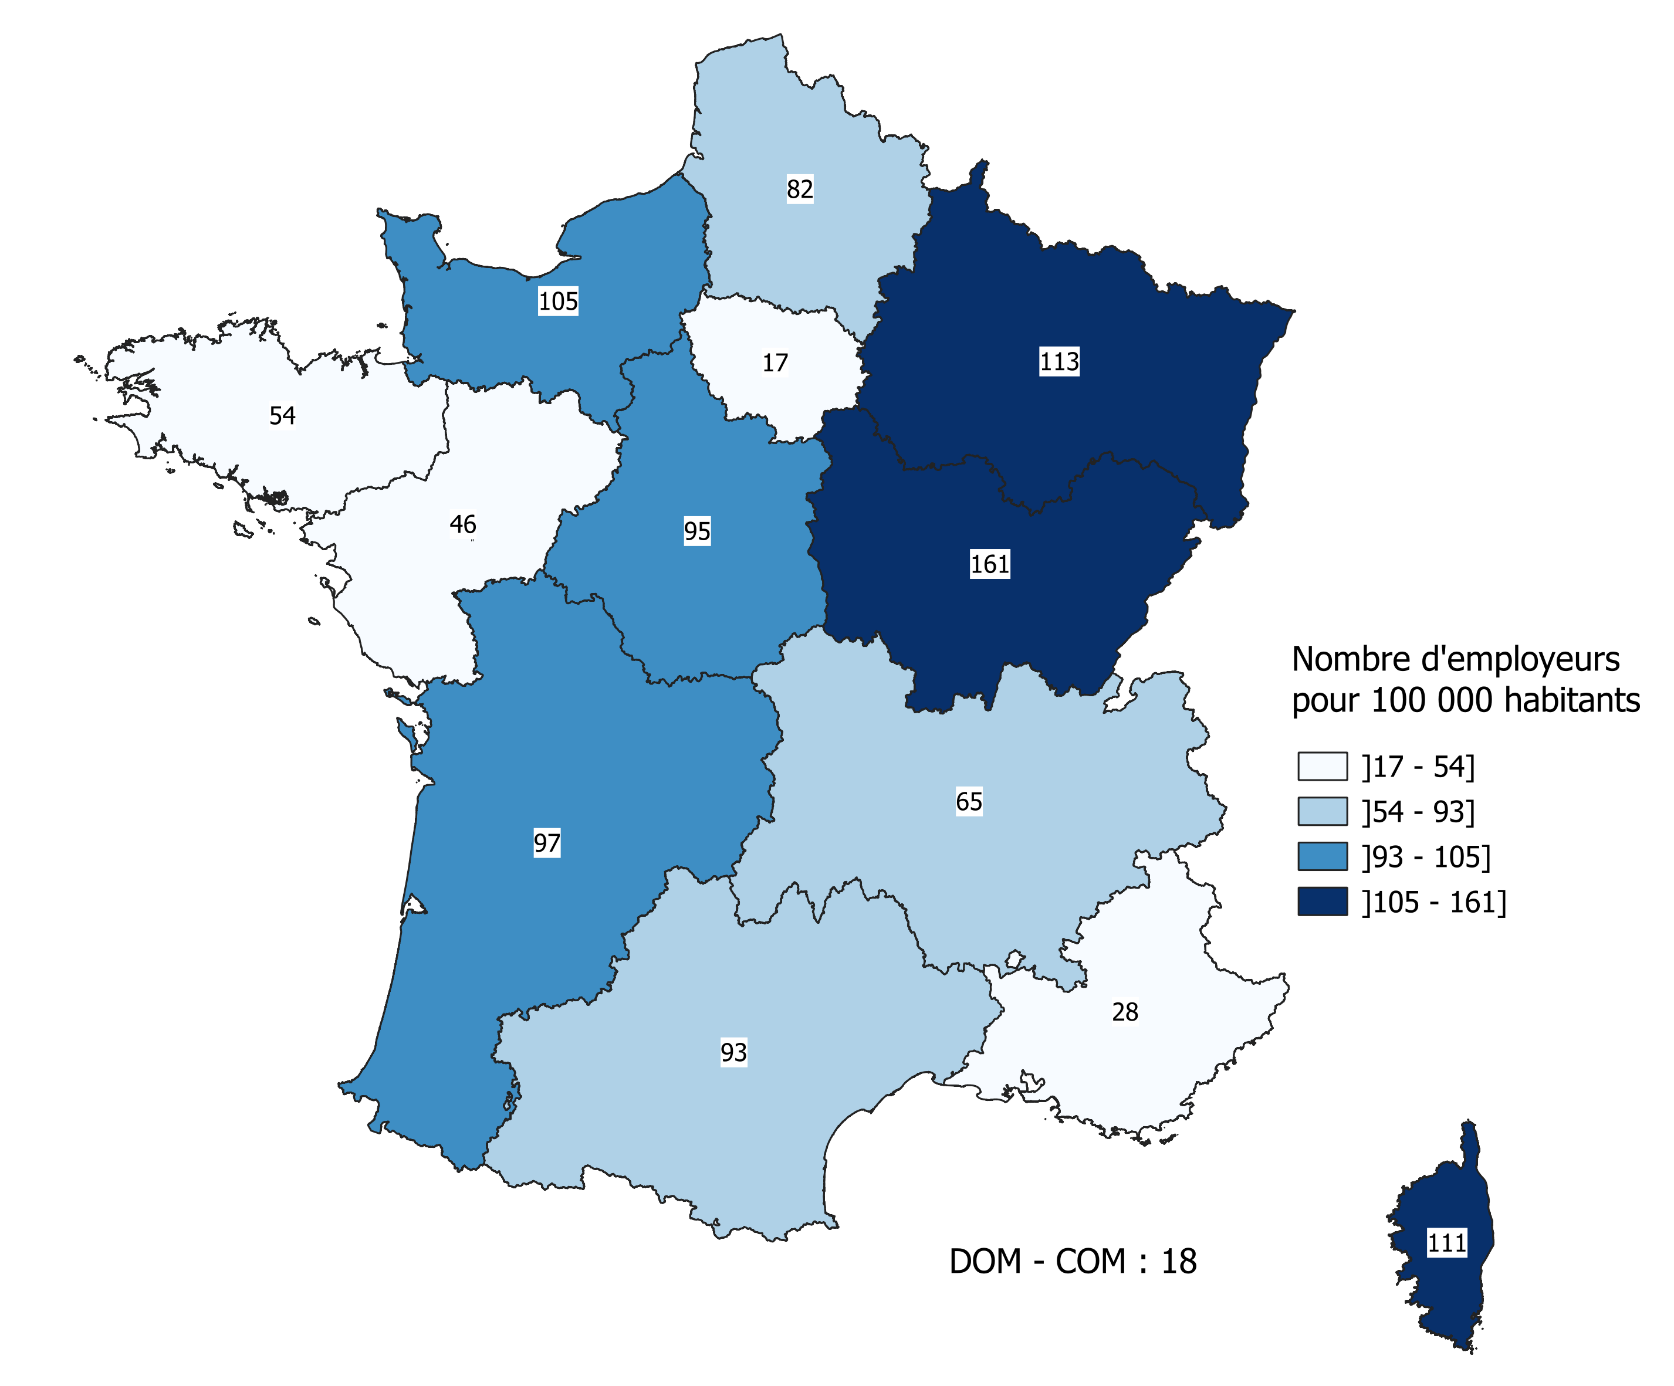 82
105
113
17
54
46
95
161
Nombre d'employeurs
pour 100 000 habitants
]17 - 54]
]54 - 93]
]93 - 105]
]105 - 161]
65
97
28
93
111
DOM - COM : 18